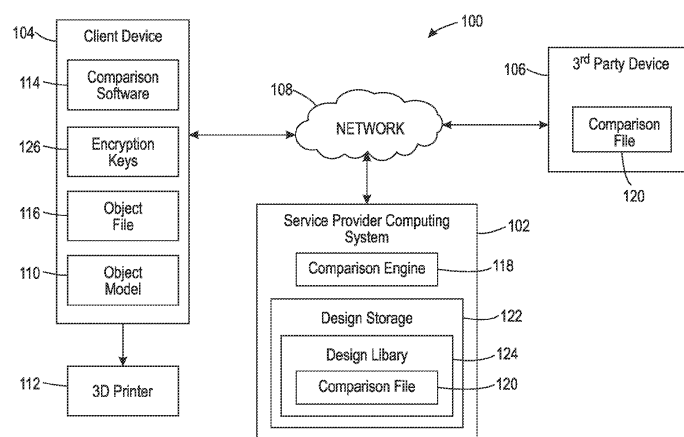 100
104
Client Device
114
Comparison
Software
126
Encryption
Keys
116
Object
File
110
Object
Model
112
3D Printer
108
NETWORK
106
3rd Party Device
Comparison
File
120
Service Provider Computing
System
102
Comparison Engine
118
Design Storage
122
Design Libary
124
Comparison File
120